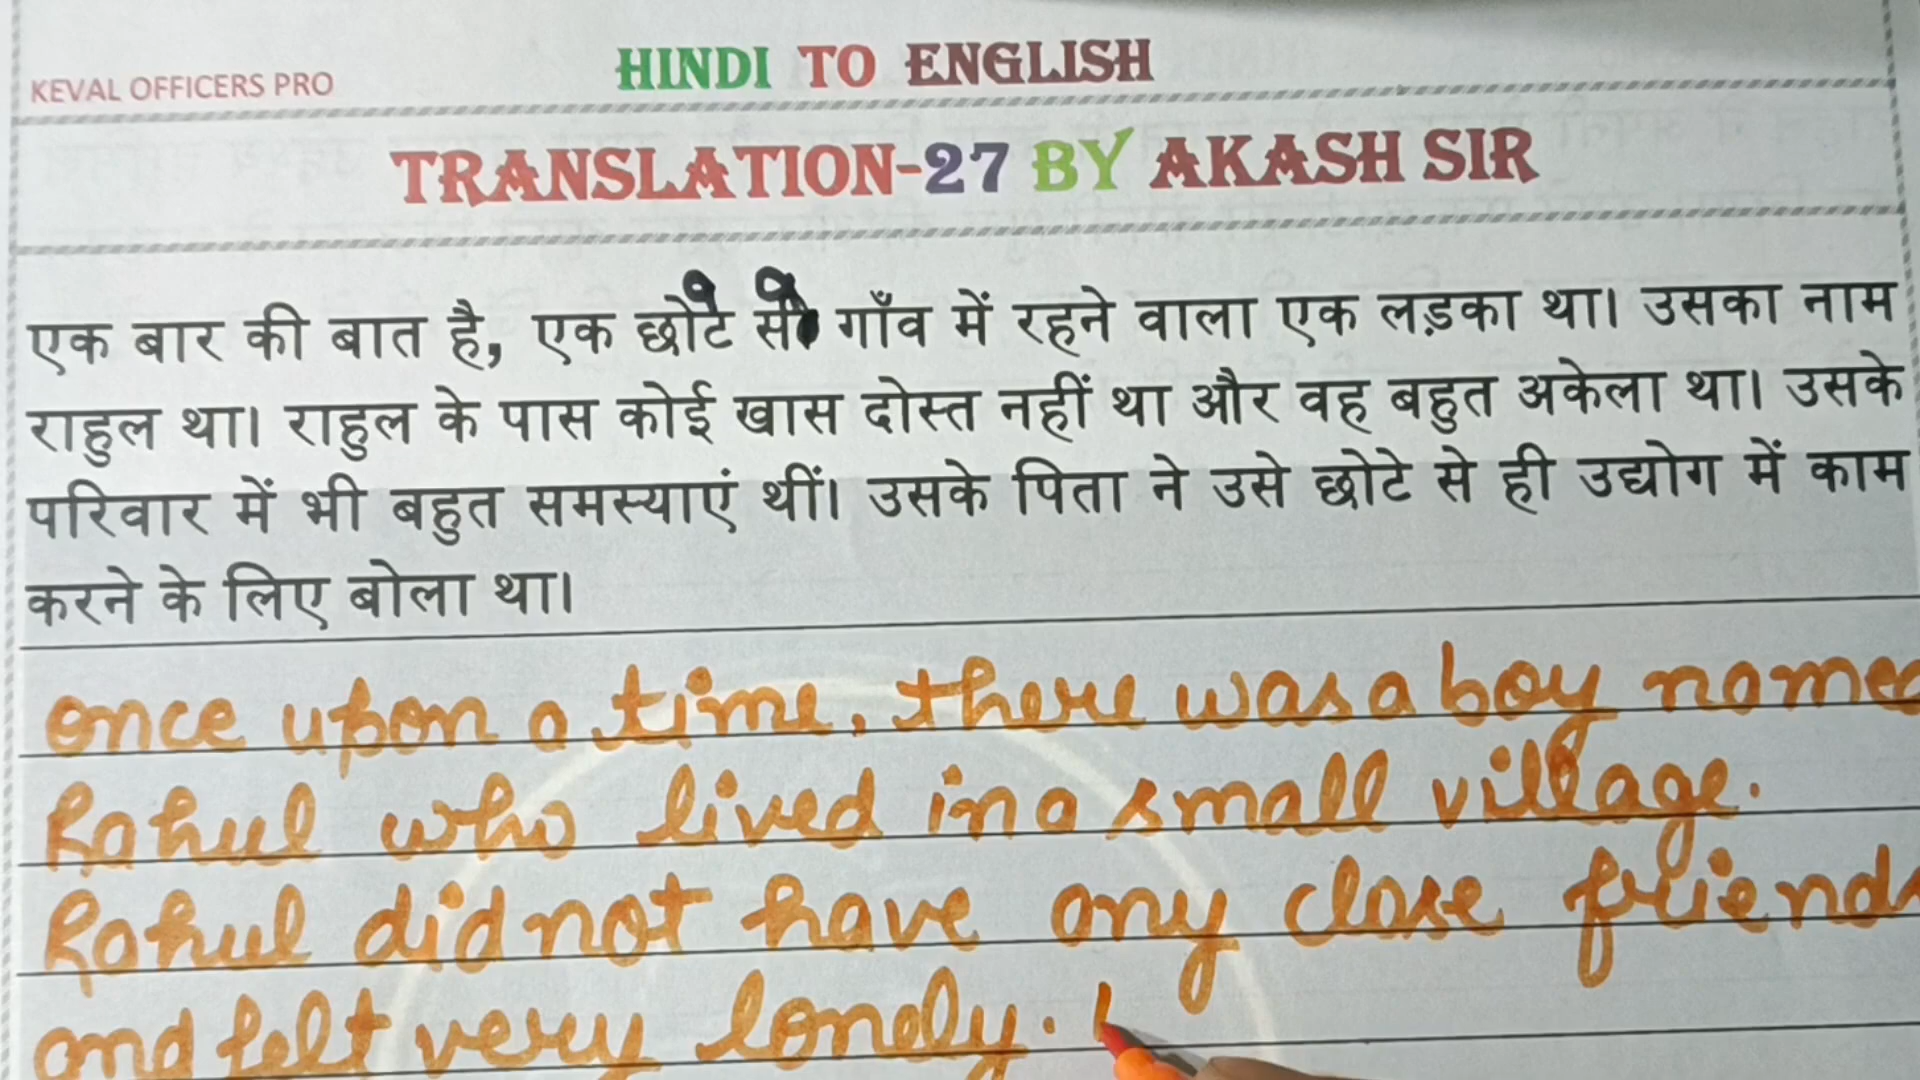 KEVAL OFFICERS PRO
HINDI TO ENGLISH
TRANSLATION-27 BY AKASH SIR
एक बार की बात है, एक छोटे से गाँव में रहने वाला एक लड़का था। उसका नाम
राहुल था। राहुल के पास कोई खास दोस्त नहीं था और वह बहुत अकेला था। उसके
परिवार में भी बहुत समस्याएं थीं। उसके पिता ने उसे छोटे से ही उद्योग में काम
करने के लिए बोला था।
once upon a time, there was a boy named
Rahul who lived in a small village.
Rahul did not have any close friends
and felt very lonely.